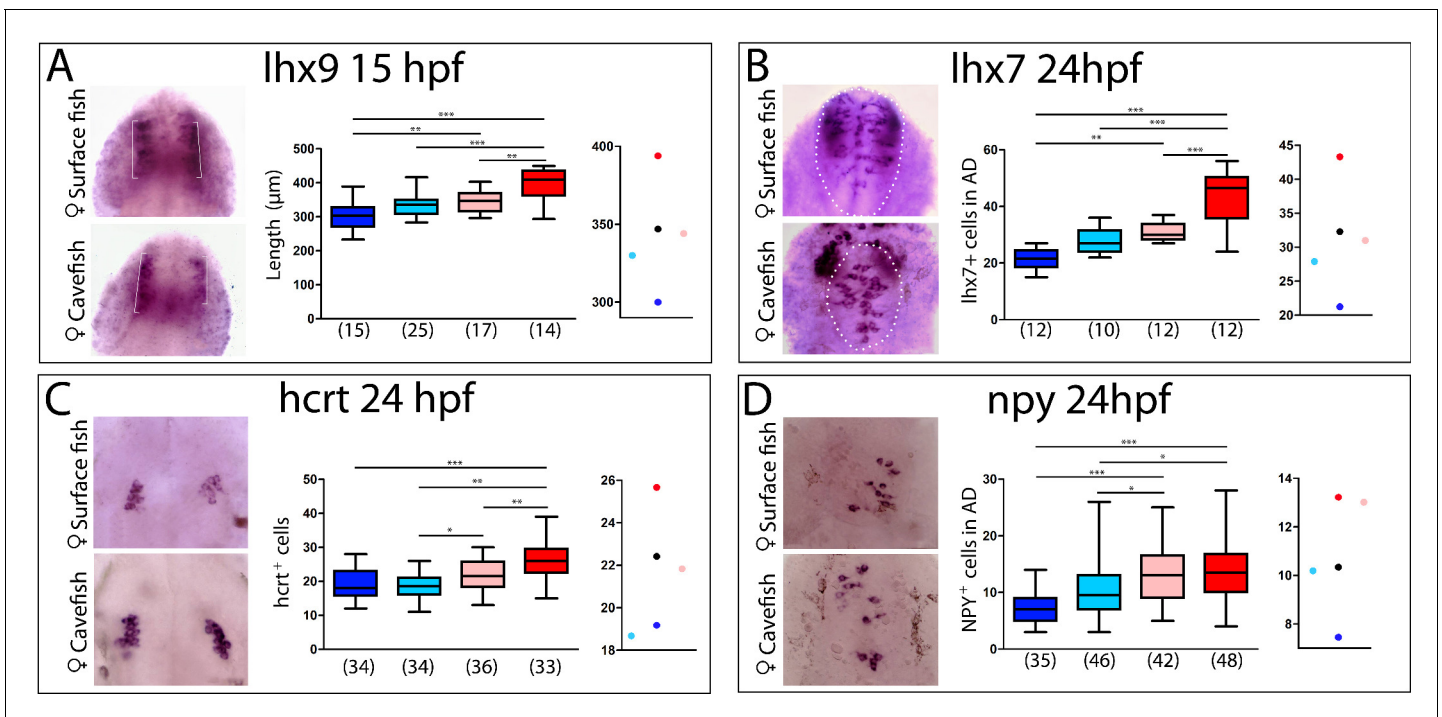 A
lhx9 15 hpf
♀ Surface fish
♀ Cavefish
Length (µm)
500
400
300
200
100
0
***
**
***
**
(15) (25) (17) (14)
400
350
300
B
lhx7 24hpf
♀ Surface fish
♀ Cavefish
lhx7+ cells in AD
60
40
20
0
***
***
**
***
(12) (10) (12) (12)
45
40
35
30
25
20
C
hcrt 24 hpf
♀ Surface fish
♀ Cavefish
hcrt⁺ cells
50
40
30
20
10
0
***
**
**
*
(34) (34) (36) (33)
26
24
22
20
18
D
npy 24hpf
♀ Surface fish
♀ Cavefish
NPY⁺ cells in AD
30
20
10
0
***
*
***
*
(35) (46) (42) (48)
14
12
10
8